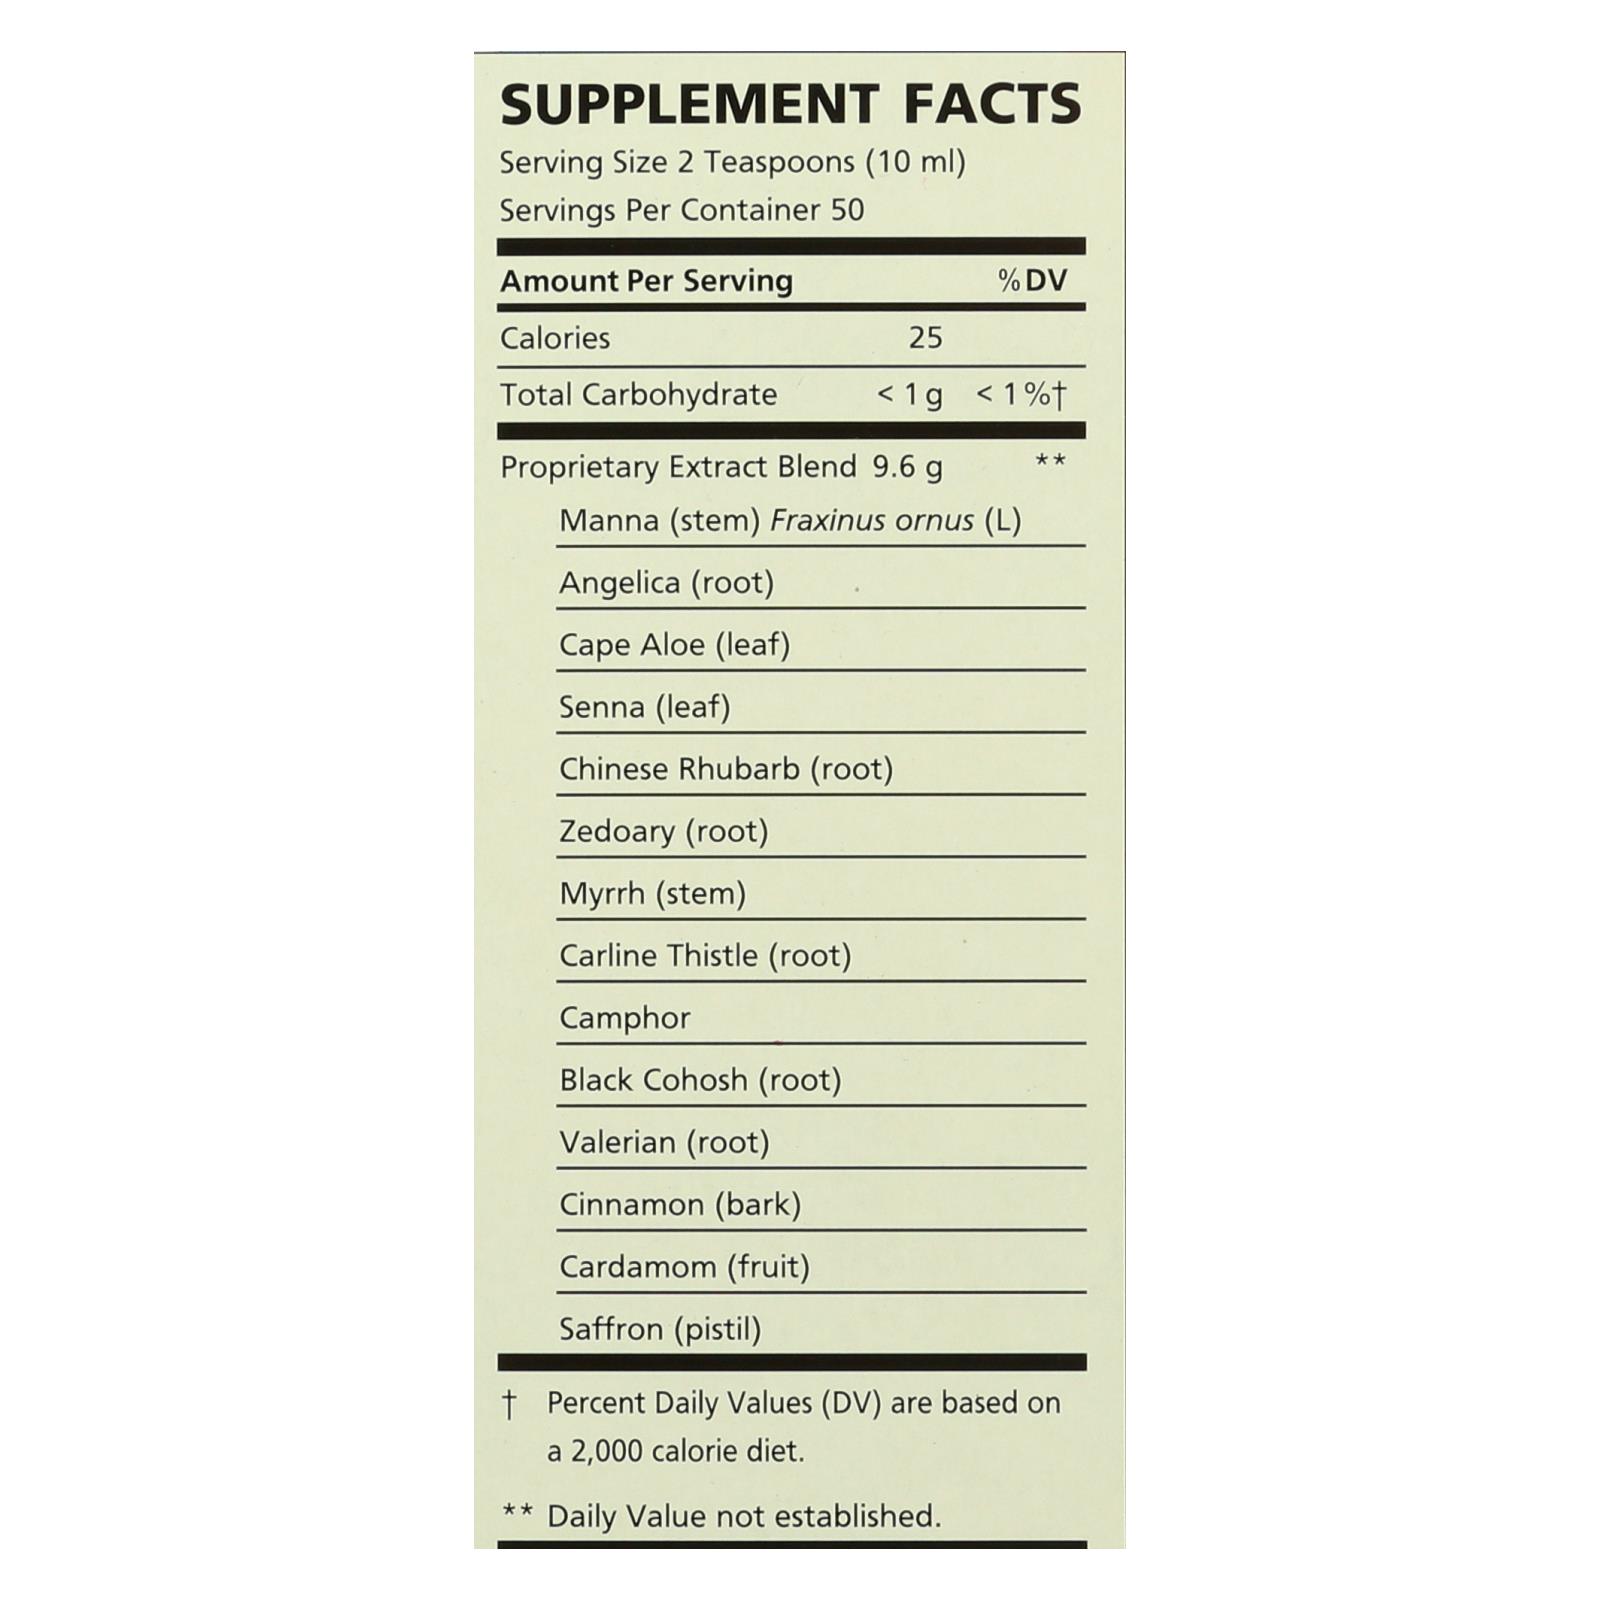 SUPPLEMENT FACTS
Serving Size 2 Teaspoons (10 ml)
Servings Per Container 50
Amount Per Serving %DV
Calories 25
Total Carbohydrate < 1 g < 1 %†
Proprietary Extract Blend 9.6 g **
Manna (stem) Fraxinus ornus (L)
Angelica (root)
Cape Aloe (leaf)
Senna (leaf)
Chinese Rhubarb (root)
Zedoary (root)
Myrrh (stem)
Carline Thistle (root)
Camphor
Black Cohosh (root)
Valerian (root)
Cinnamon (bark)
Cardamom (fruit)
Saffron (pistil)
† Percent Daily Values (DV) are based on
a 2,000 calorie diet.
** Daily Value not established.